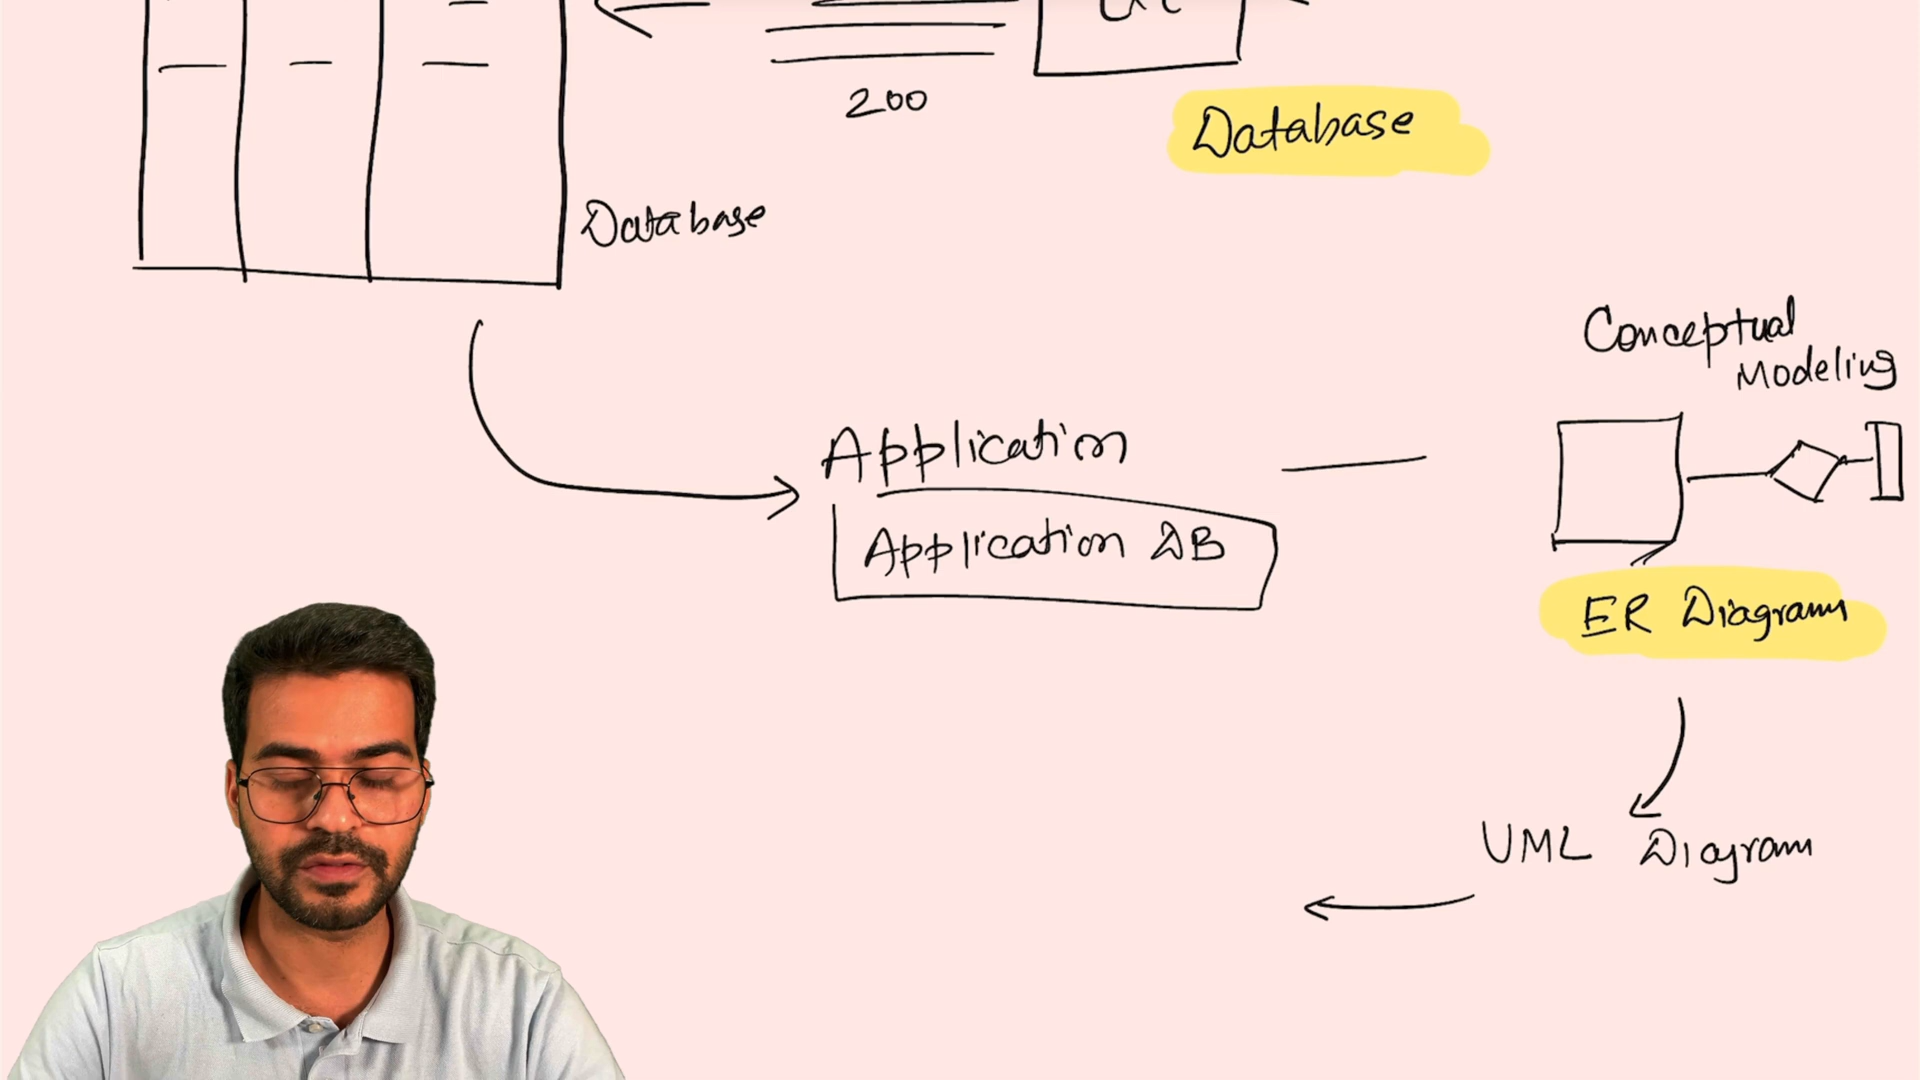 200
Database
Database
Conceptual
Modeling
Application
Application DB
ER Diagram
UML Diagram